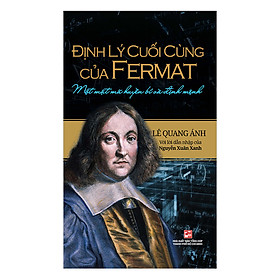 ĐỊNH LÝ CUỐI CÙNG
CỦA FERMAT
Một mật mã huyền bí và định mệnh
LÊ QUANG ÁNH
Với lời dẫn nhập của
Nguyễn Xuân Xanh